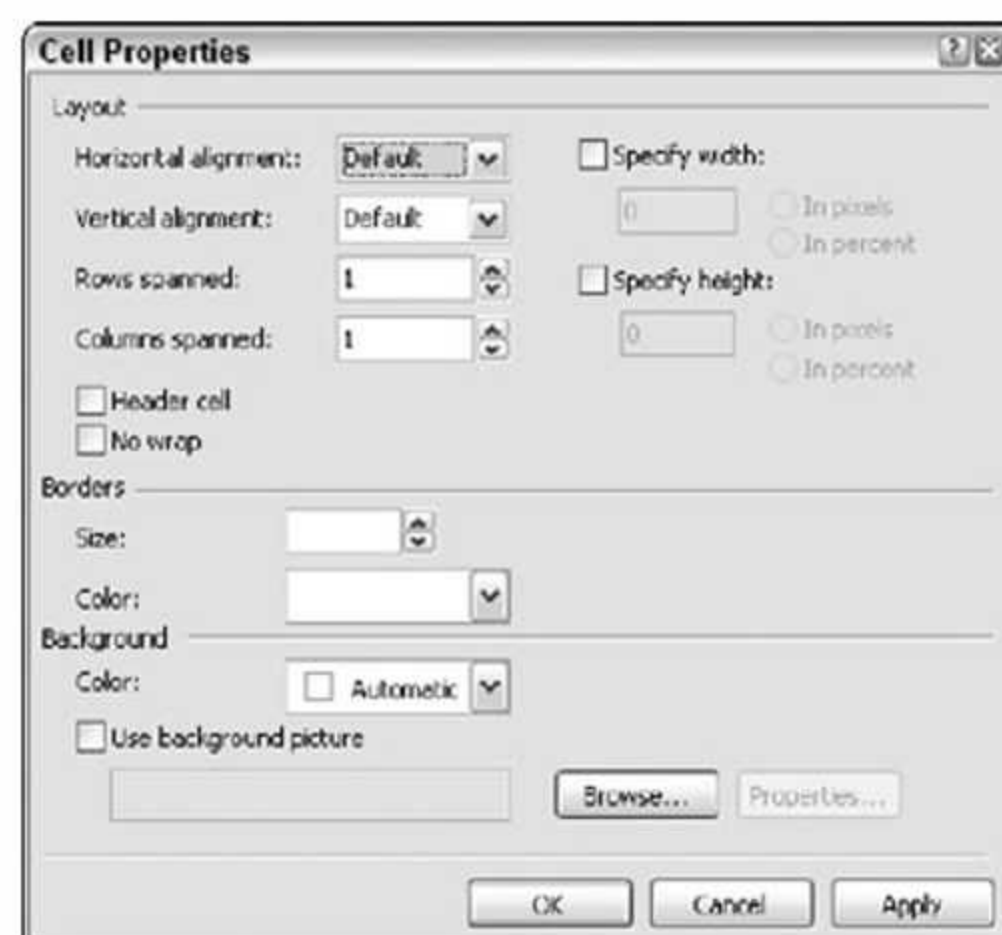 Cell Properties
Layout
Horizontal alignment: Default
Specify width:
Vertical alignment: Default
0
In pixels
In percent
Rows spanned: 1
Specify height:
Columns spanned: 1
0
In pixels
In percent
Header cell
No wrap
Borders
Size:
Color:
Background
Color: Automatic
Use background picture
Browse... Properties...
OK Cancel Apply